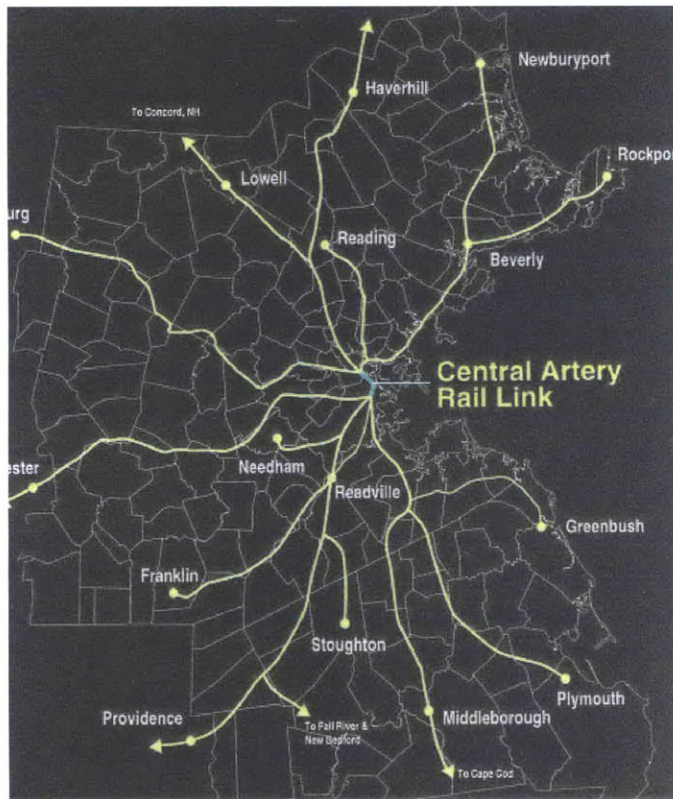 Newburyport
Haverhill
To Concord, NH
Rockpor
Lowell
urg
Reading
Beverly
Central Artery
Rail Link
Needham
ester
Readville
Greenbush
Franklin
Stoughton
Plymouth
Providence
Middleborough
To Fall River &
New Bedford
To Cape Cod